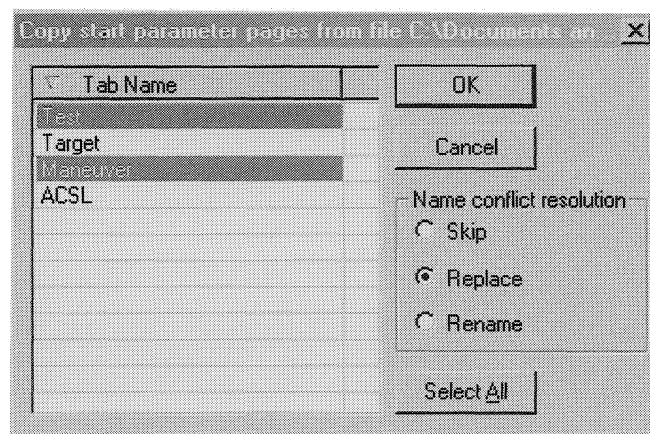 Copy start parameter pages from file C:\Documents an
Tab Name
Test
Target
Maneuver
ACSL
OK
Cancel
Name conflict resolution
Skip
Replace
Rename
Select All